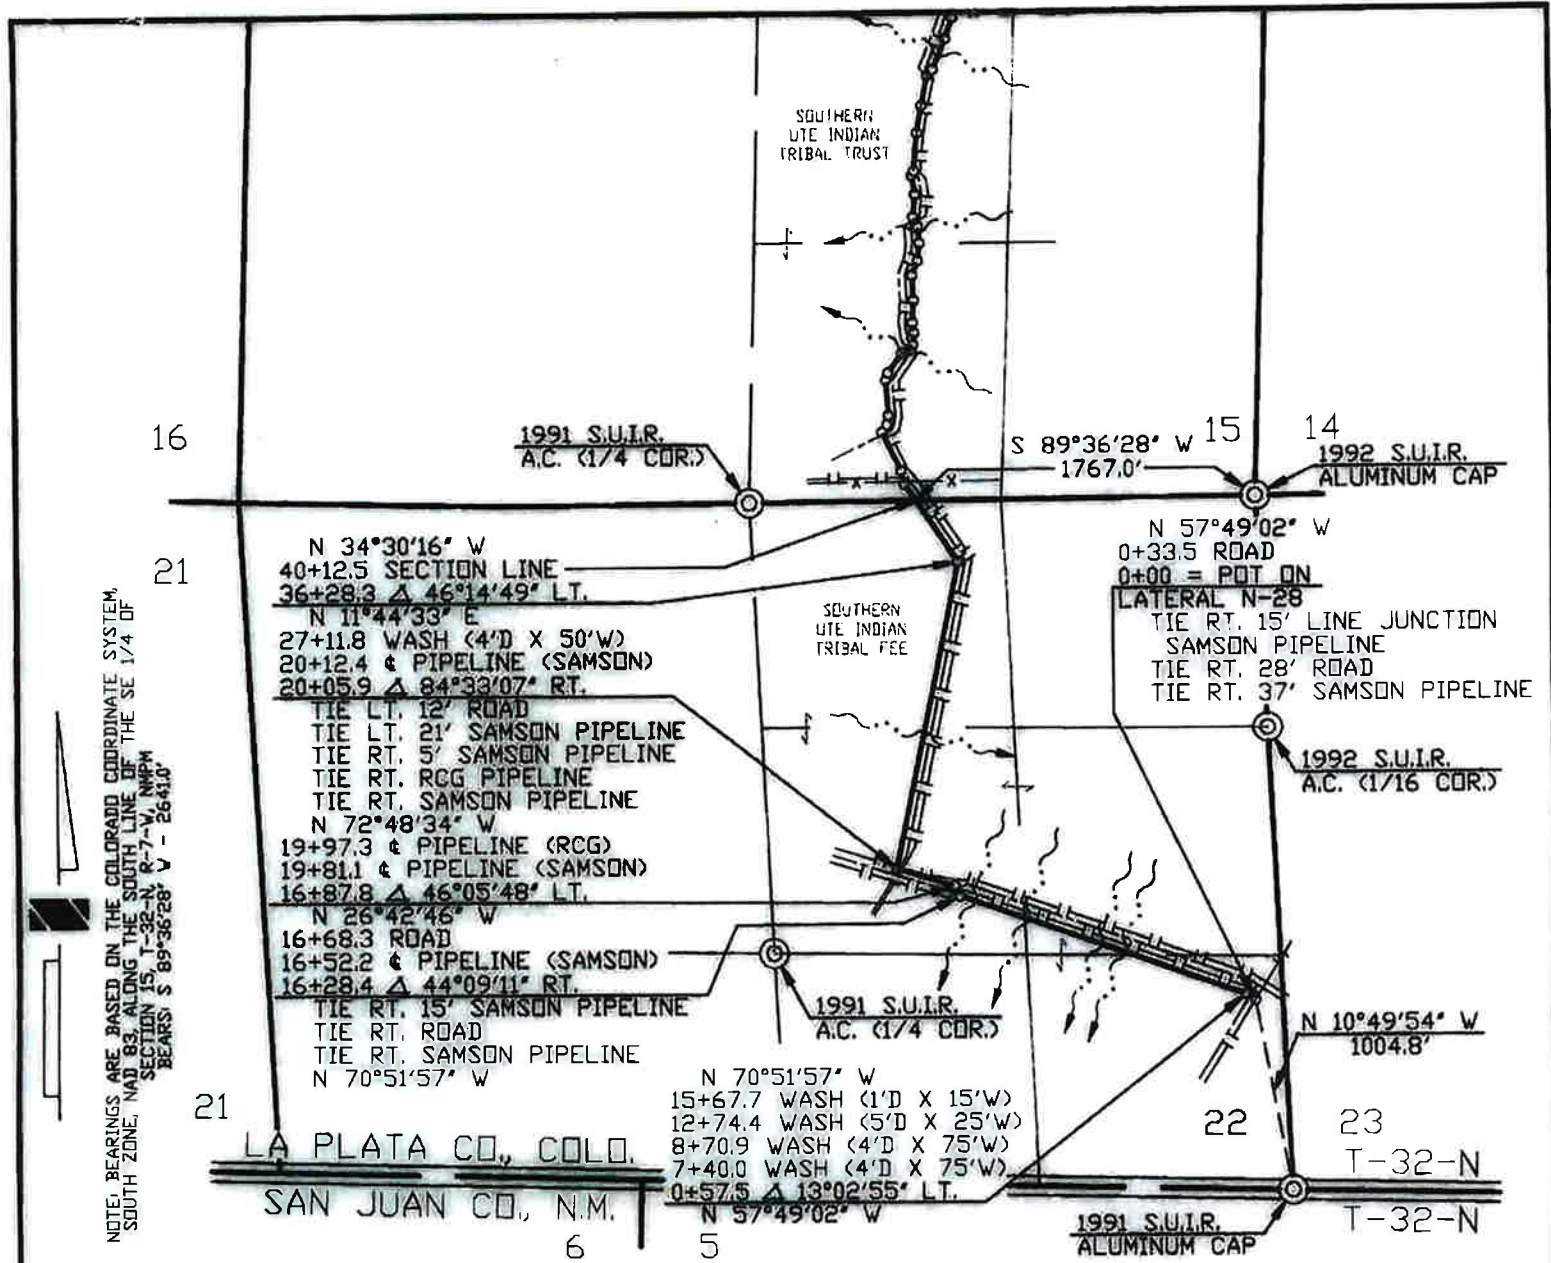 SOUTHERN
UTE INDIAN
TRIBAL TRUST
16
1991 S.U.I.R.
A.C. (1/4 COR.)
S 89°36'28" W
1767.0'
15
14
1992 S.U.I.R.
ALUMINUM CAP
21
N 34°30'16" W
40+12.5 SECTION LINE
36+28.3 Δ 46°14'49" LT.
N 11°44'33" E
27+11.8 WASH (4'D X 50'W)
20+12.4 ℄ PIPELINE (SAMSON)
20+05.9 Δ 84°33'07" RT.
TIE LT. 12' ROAD
TIE LT. 21' SAMSON PIPELINE
TIE RT. 5' SAMSON PIPELINE
TIE RT. RCG PIPELINE
TIE RT. SAMSON PIPELINE
N 72°48'34" W
19+97.3 ℄ PIPELINE (RCG)
19+81.1 ℄ PIPELINE (SAMSON)
16+87.8 Δ 46°05'48" LT.
N 26°42'46" W
16+68.3 ROAD
16+52.2 ℄ PIPELINE (SAMSON)
16+28.4 Δ 44°09'11" RT.
TIE RT. 15' SAMSON PIPELINE
TIE RT. ROAD
TIE RT. SAMSON PIPELINE
N 70°51'57" W
SOUTHERN
UTE INDIAN
TRIBAL FEE
N 57°49'02" W
0+33.5 ROAD
0+00 = POT ON
LATERAL N-28
TIE RT. 15' LINE JUNCTION
SAMSON PIPELINE
TIE RT. 28' ROAD
TIE RT. 37' SAMSON PIPELINE
1992 S.U.I.R.
A.C. (1/16 COR.)
1991 S.U.I.R.
A.C. (1/4 COR.)
N 10°49'54" W
1004.8'
N 70°51'57" W
15+67.7 WASH (1'D X 15'W)
12+74.4 WASH (5'D X 25'W)
8+70.9 WASH (4'D X 75'W)
7+40.0 WASH (4'D X 75'W)
0+57.5 Δ 13°02'55" LT.
N 57°49'02" W
21
22
23
LA PLATA CO., COLO.
T-32-N
SAN JUAN CO., N.M.
T-32-N
6
5
1991 S.U.I.R.
ALUMINUM CAP
NOTE: BEARINGS ARE BASED ON THE COLORADO COORDINATE SYSTEM,
SOUTH ZONE, NAD 83, ALONG THE SOUTH LINE OF THE SE 1/4 OF
SECTION 15, T-32-N, R-7-W, NMPM
BEARS: S 89°36'28" W - 2641.0'